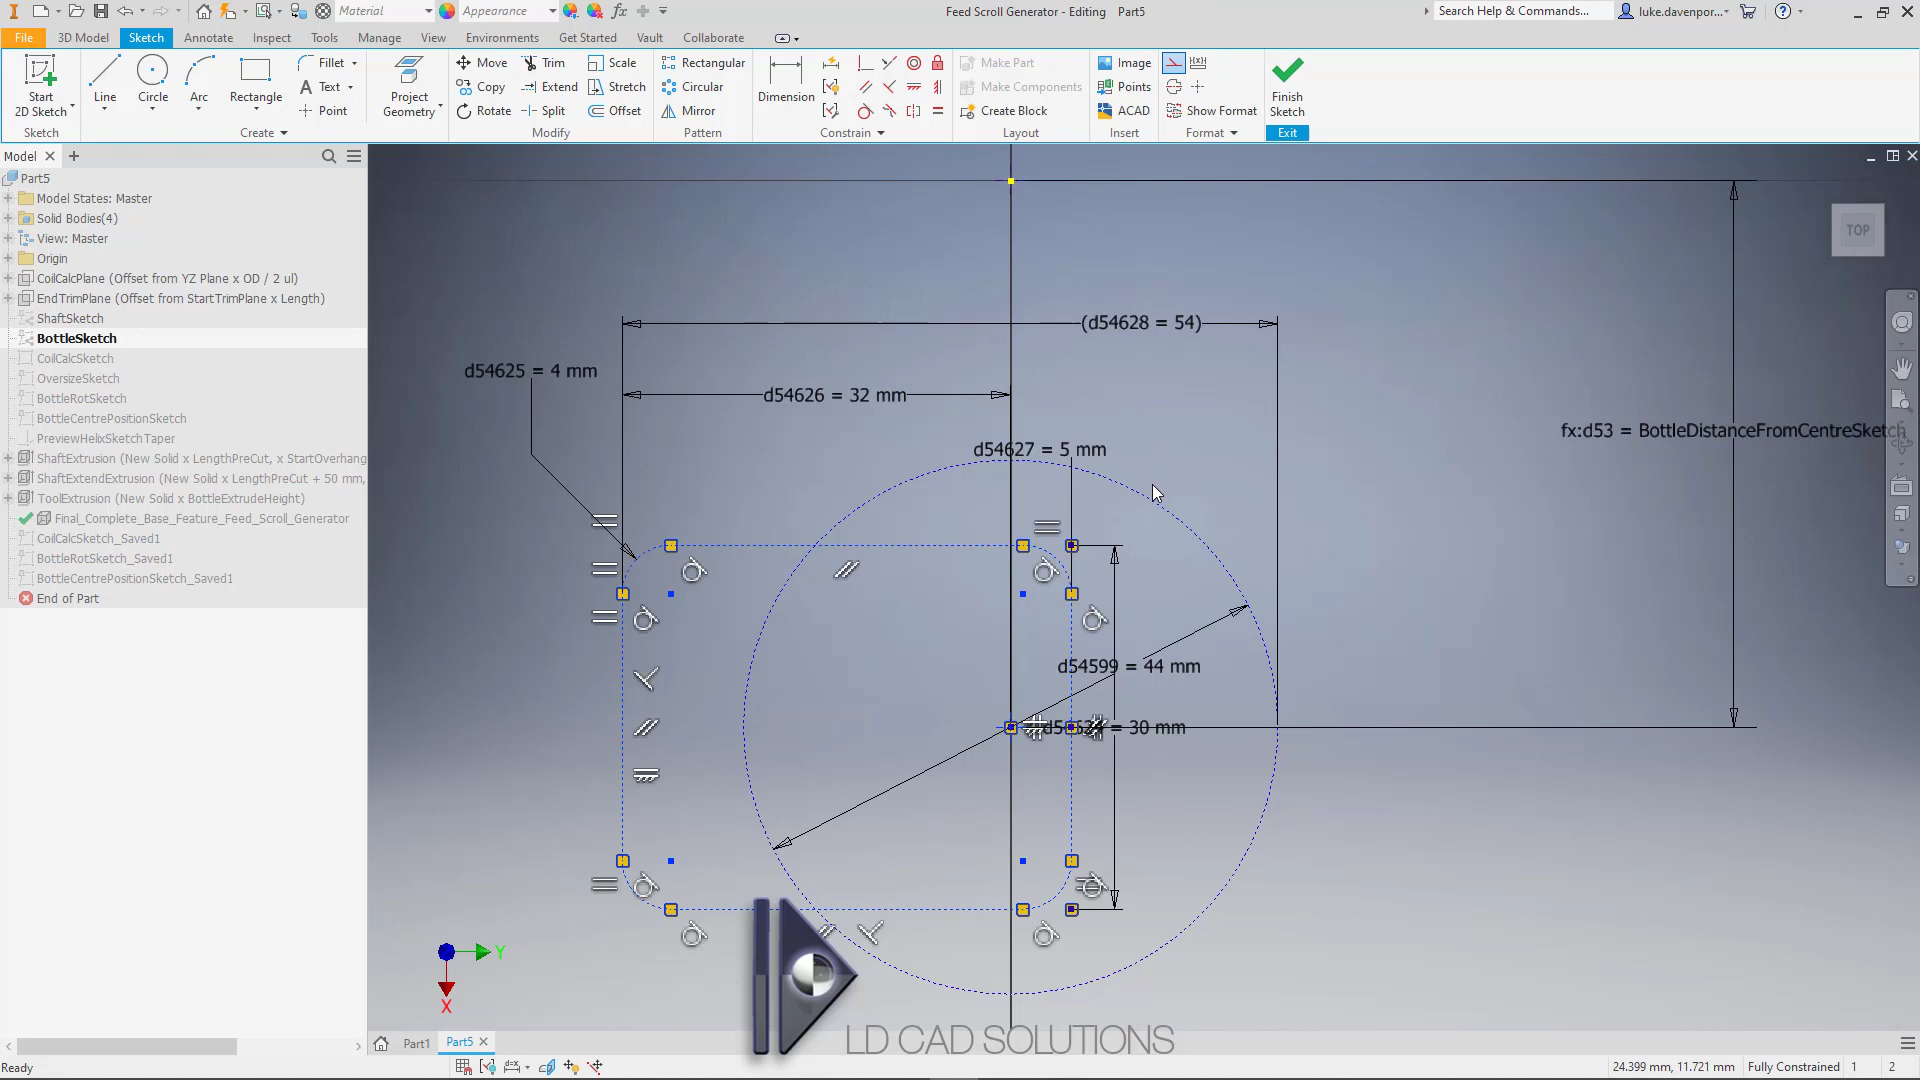 Material
Appearance
fx
Feed Scroll Generator - Editing Part5
Search Help & Commands...
luke.davenpor...
File
3D Model
Sketch
Annotate
Inspect
Tools
Manage
View
Environments
Get Started
Vault
Collaborate
Start
2D Sketch
Line
Circle
Arc
Rectangle
Fillet
Text
Point
Project
Geometry
Move
Copy
Rotate
Trim
Extend
Split
Scale
Stretch
Offset
Rectangular
Circular
Mirror
Dimension
Make Part
Make Components
Create Block
Image
Points
ACAD
Show Format
Finish
Sketch
Sketch
Create
Modify
Pattern
Constrain
Layout
Insert
Format
Exit
Model
Part5
Model States: Master
Solid Bodies(4)
View: Master
Origin
CoilCalcPlane (Offset from YZ Plane x OD / 2 ul)
EndTrimPlane (Offset from StartTrimPlane x Length)
ShaftSketch
BottleSketch
CoilCalcSketch
OversizeSketch
BottleRotSketch
BottleCentrePositionSketch
PreviewHelixSketchTaper
ShaftExtrusion (New Solid x LengthPreCut, x StartOverhang
ShaftExtendExtrusion (New Solid x LengthPreCut + 50 mm,
ToolExtrusion (New Solid x BottleExtrudeHeight)
Final_Complete_Base_Feature_Feed_Scroll_Generator
CoilCalcSketch_Saved1
BottleRotSketch_Saved1
BottleCentrePositionSketch_Saved1
End of Part
TOP
(d54628 = 54)
d54625 = 4 mm
d54626 = 32 mm
d54627 = 5 mm
fx:d53 = BottleDistanceFromCentreSketch
d54599 = 44 mm
= 30 mm
Y
X
LD CAD SOLUTIONS
Part1
Part5
Ready
24.399 mm, 11.721 mm
Fully Constrained
1
2